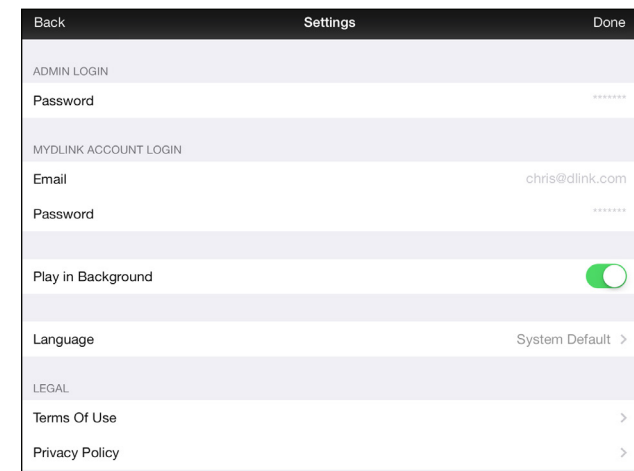 Back Settings Done
ADMIN LOGIN
Password *******
MYDLINK ACCOUNT LOGIN
Email chris@dlink.com
Password *******
Play in Background
Language System Default >
LEGAL
Terms Of Use >
Privacy Policy >